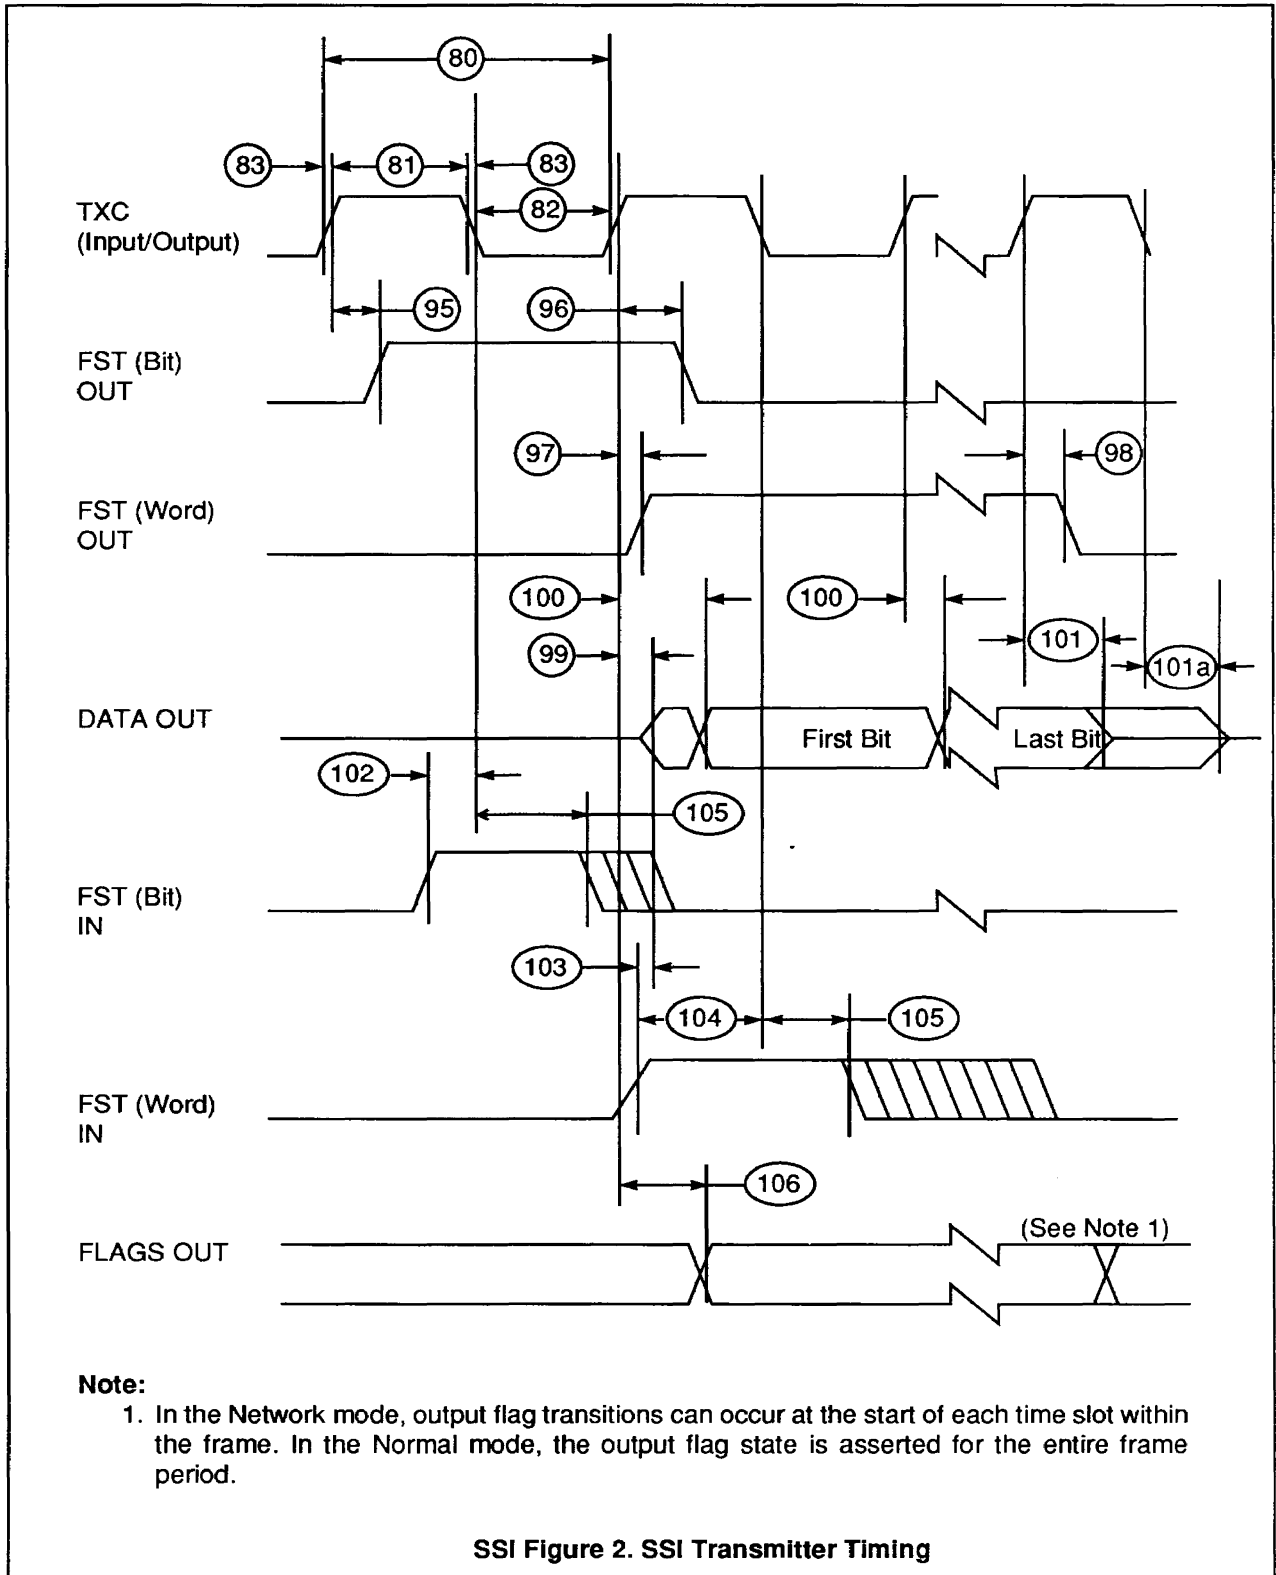 80
83
81
83
TXC
(Input/Output)
82
95
96
FST (Bit)
OUT
97
98
FST (Word)
OUT
100
100
99
101
101a
DATA OUT
First Bit
Last Bit
102
105
FST (Bit)
IN
103
104
105
FST (Word)
IN
106
FLAGS OUT
(See Note 1)
Note:
1. In the Network mode, output flag transitions can occur at the start of each time slot within
the frame. In the Normal mode, the output flag state is asserted for the entire frame
period.
SSI Figure 2. SSI Transmitter Timing